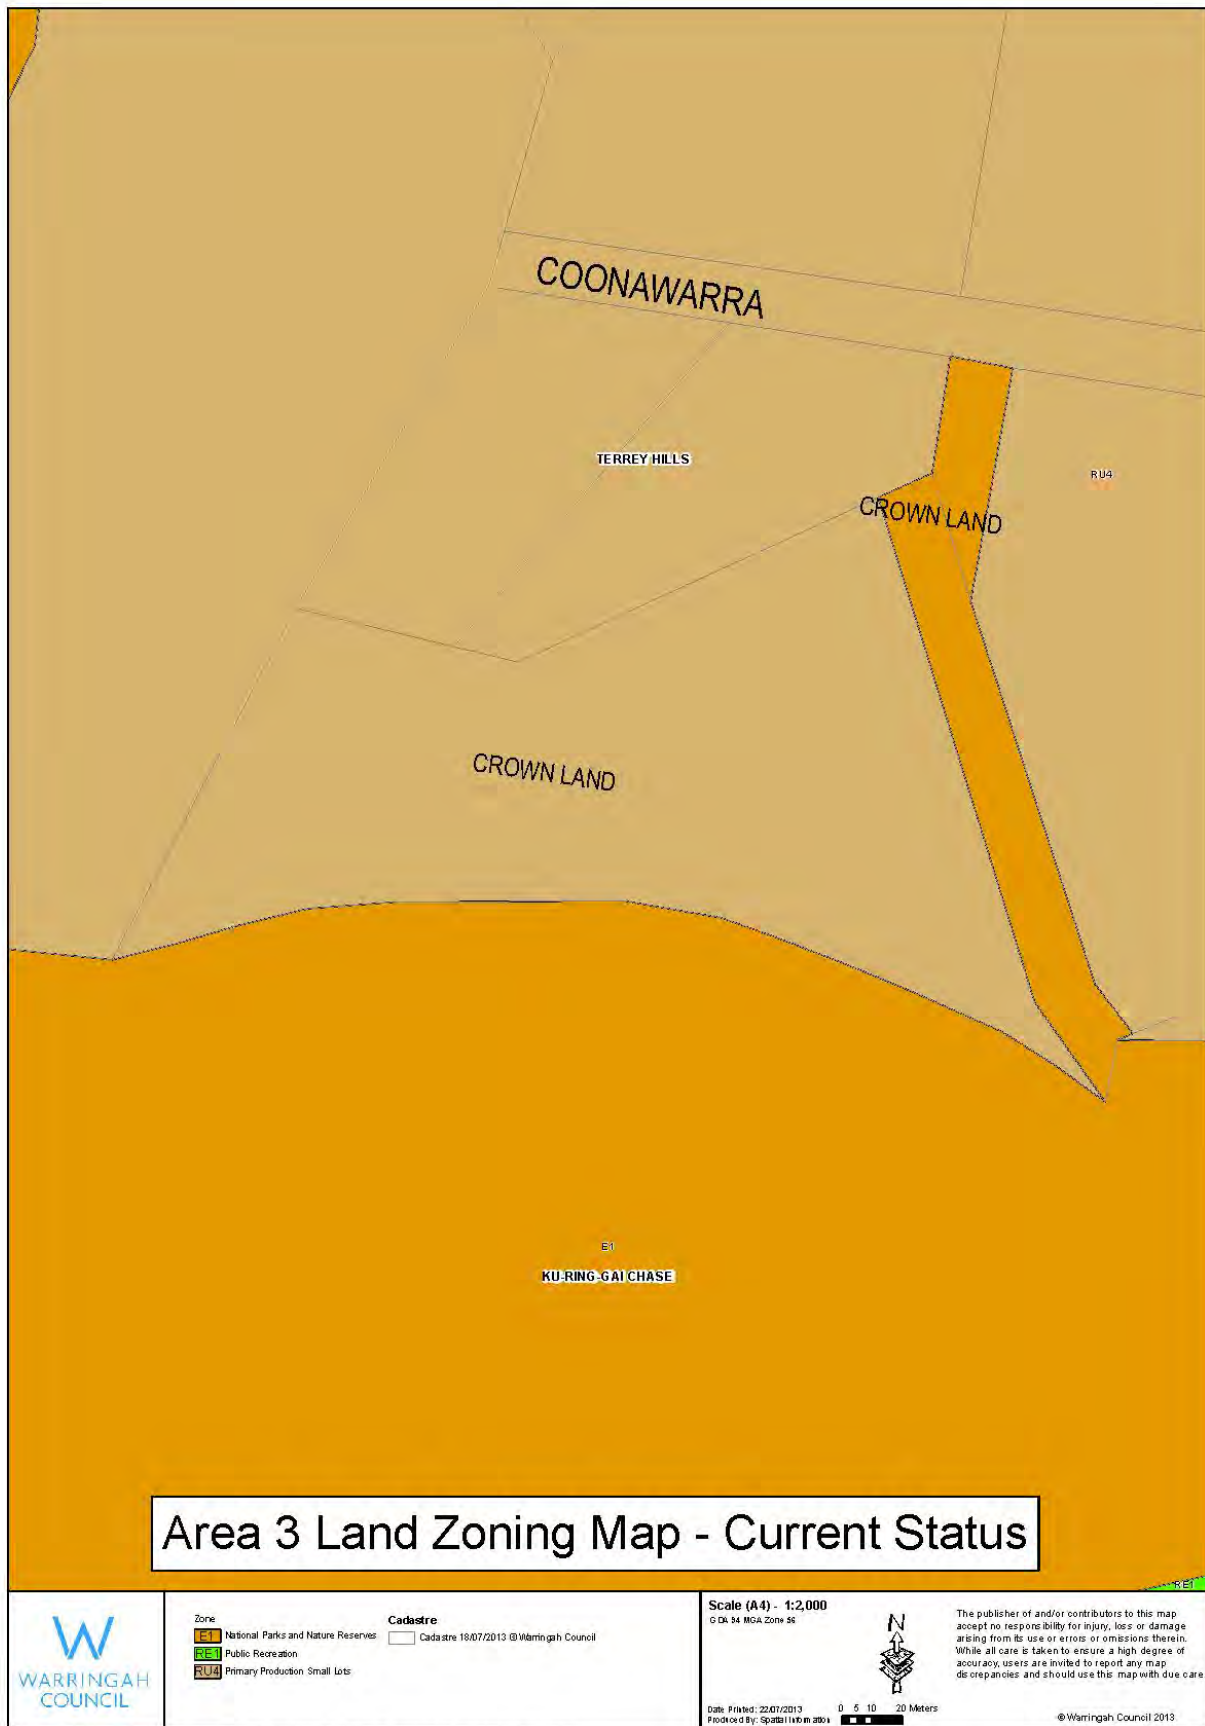 COONAWARRA
TERREY HILLS
RU4
CROWN LAND
CROWN LAND
E1
KU-RING-GAI CHASE
Area 3 Land Zoning Map - Current Status
RE1
WARRINGAH
COUNCIL
Zone
E1 National Parks and Nature Reserves
RE1 Public Recreation
RU4 Primary Production Small Lots
Cadastre
Cadastre 18/07/2013 © Warringah Council
Scale (A4) - 1:2,000
GDA 94 MGA Zone 56
N
Date Printed: 22/07/2013
Produced By: Spatial Information
0 5 10 20 Meters
The publisher of and/or contributors to this map
accept no responsibility for injury, loss or damage
arising from its use or errors or omissions therein.
While all care is taken to ensure a high degree of
accuracy, users are invited to report any map
discrepancies and should use this map with due care
© Warringah Council 2013